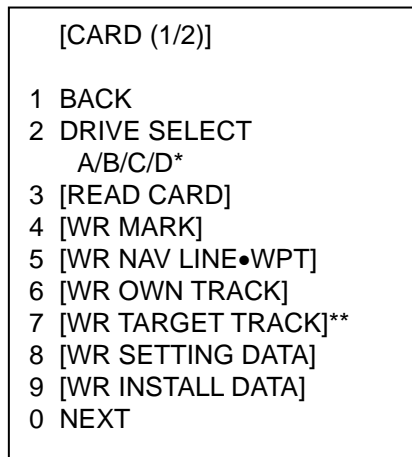 [CARD (1/2)]
1 BACK
2 DRIVE SELECT
A/B/C/D*
3 [READ CARD]
4 [WR MARK]
5 [WR NAV LINE•WPT]
6 [WR OWN TRACK]
7 [WR TARGET TRACK]**
8 [WR SETTING DATA]
9 [WR INSTALL DATA]
0 NEXT